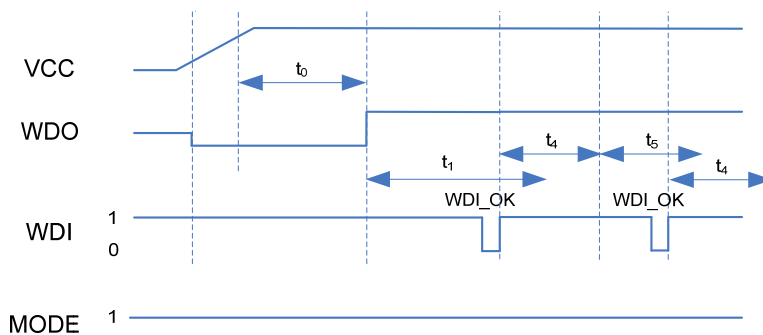 VCC
t₀
WDO
t₄
t₅
t₁
t₄
WDI_OK
WDI_OK
WDI
1
0
MODE
1